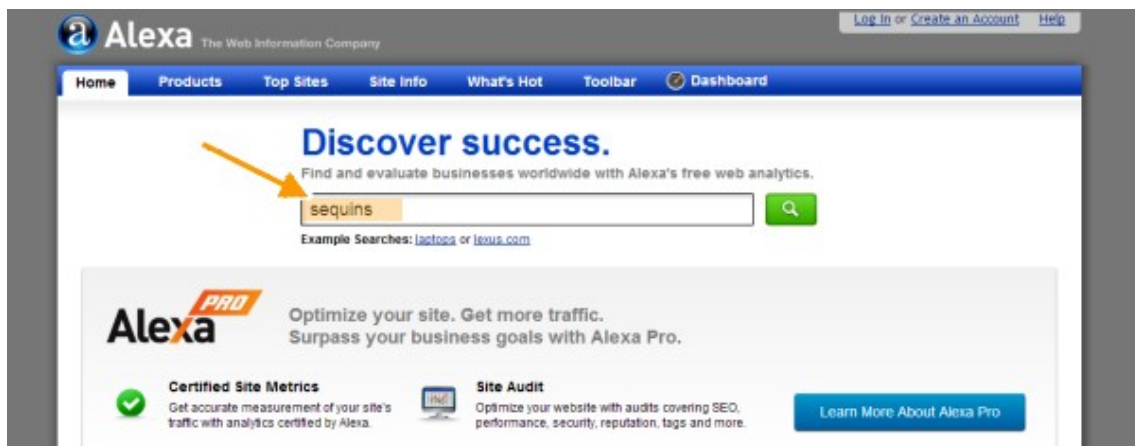 Log In or Create an Account Help
a Alexa The Web Information Company
Home Products Top Sites Site Info What's Hot Toolbar Dashboard
Discover success.
Find and evaluate businesses worldwide with Alexa's free web analytics.
sequins
Example Searches: laptops or lexus.com
Alexa PRO
Optimize your site. Get more traffic.
Surpass your business goals with Alexa Pro.
Certified Site Metrics
Get accurate measurement of your site's
traffic with analytics certified by Alexa.
Site Audit
Optimize your website with audits covering SEO,
performance, security, reputation, tags and more.
Learn More About Alexa Pro